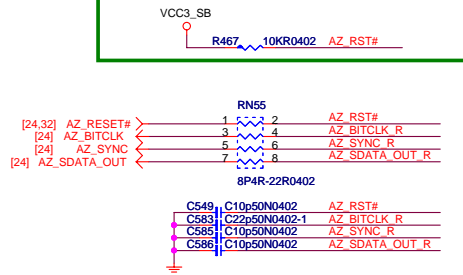 VCC3_SB
R467 10KR0402 AZ_RST#
RN55
[24,32] AZ_RESET# 1 2 AZ_RST#
[24] AZ_BITCLK 3 4 AZ_BITCLK_R
[24] AZ_SYNC 5 6 AZ_SYNC_R
[24] AZ_SDATA_OUT 7 8 AZ_SDATA_OUT_R
8P4R-22R0402
C549 C10p50N0402 AZ_RST#
C583 C22p50N0402-1 AZ_BITCLK_R
C585 C10p50N0402 AZ_SYNC_R
C586 C10p50N0402 AZ_SDATA_OUT_R